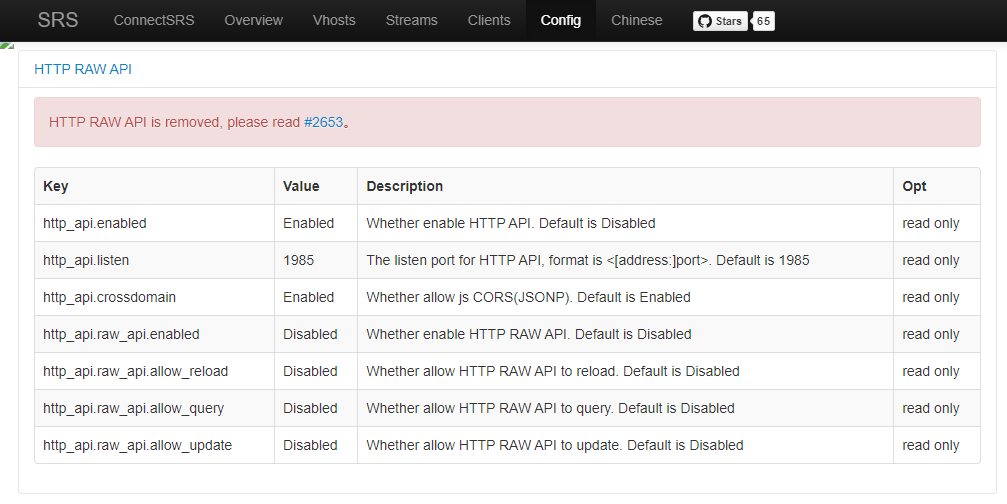 SRS ConnectSRS Overview Vhosts Streams Clients Config Chinese Stars 65
HTTP RAW API
HTTP RAW API is removed, please read #2653。
Key Value Description Opt
http_api.enabled Enabled Whether enable HTTP API. Default is Disabled read only
http_api.listen 1985 The listen port for HTTP API, format is <[address:]port>. Default is 1985 read only
http_api.crossdomain Enabled Whether allow js CORS(JSONP). Default is Enabled read only
http_api.raw_api.enabled Disabled Whether enable HTTP RAW API. Default is Disabled read only
http_api.raw_api.allow_reload Disabled Whether allow HTTP RAW API to reload. Default is Disabled read only
http_api.raw_api.allow_query Disabled Whether allow HTTP RAW API to query. Default is Disabled read only
http_api.raw_api.allow_update Disabled Whether allow HTTP RAW API to update. Default is Disabled read only